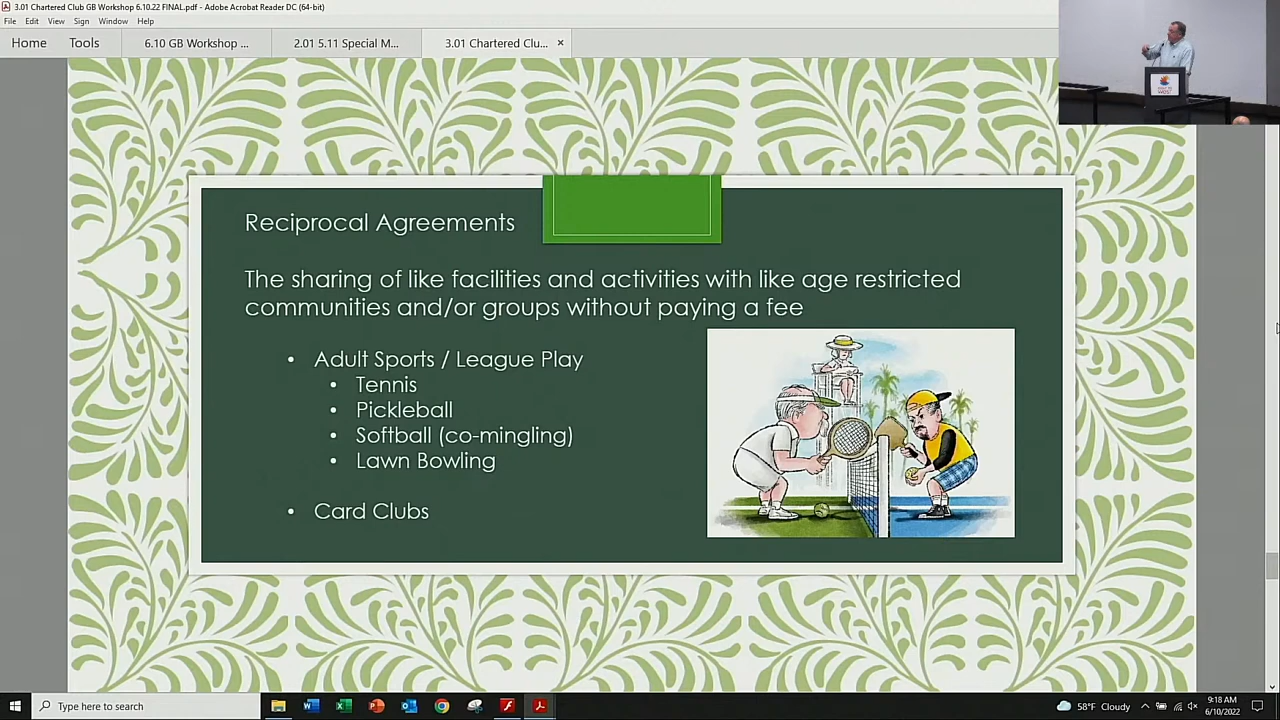 3.01 Chartered Club GB Workshop 6.10.22 FINAL.pdf - Adobe Acrobat Reader DC (64-bit)
File Edit View Sign Window Help
Home Tools 6.10 GB Workshop ... 2.01 5.11 Special M... 3.01 Chartered Clu... ×
Reciprocal Agreements
The sharing of like facilities and activities with like age restricted
communities and/or groups without paying a fee
• Adult Sports / League Play
• Tennis
• Pickleball
• Softball (co-mingling)
• Lawn Bowling
• Card Clubs
Type here to search
58°F Cloudy
9:18 AM
6/10/2022